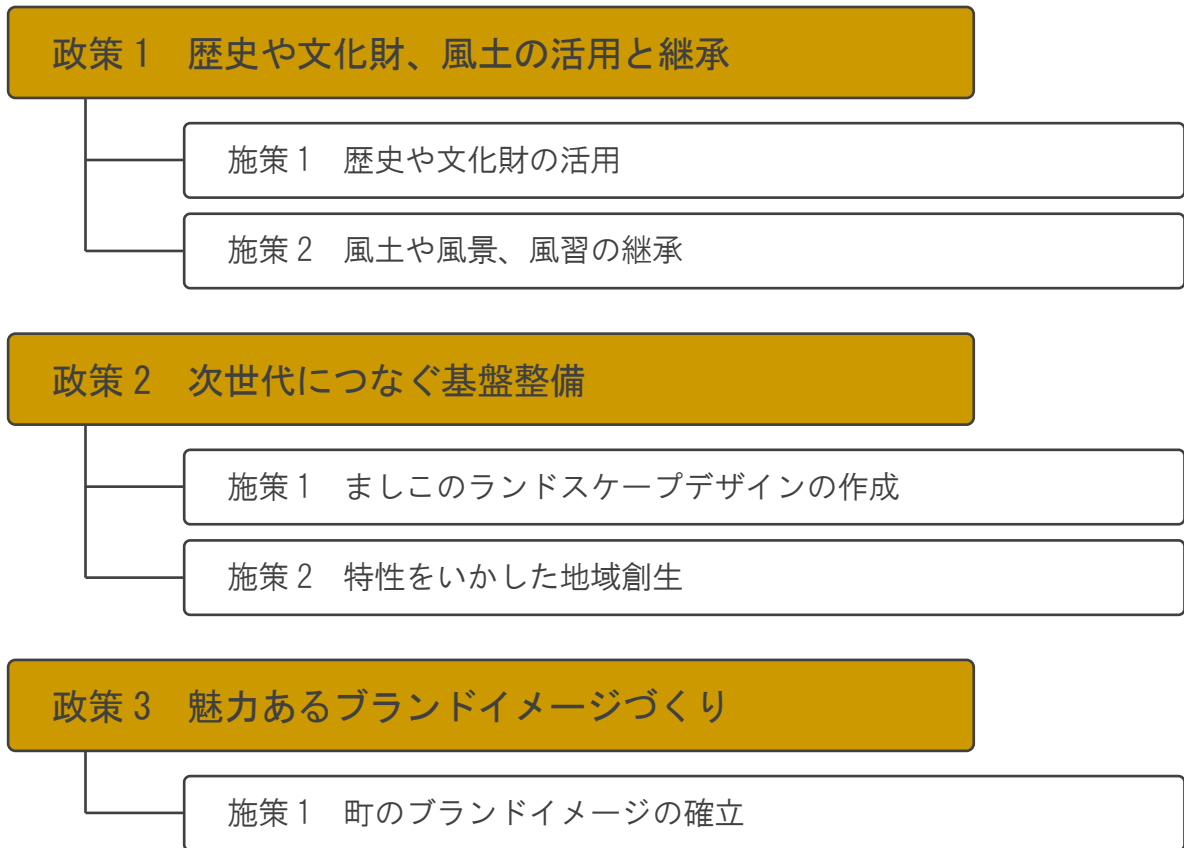 政策1　歴史や文化財、風土の活用と継承
施策1　歴史や文化財の活用
施策2　風土や風景、風習の継承
政策2　次世代につなぐ基盤整備
施策1　ましこのランドスケープデザインの作成
施策2　特性をいかした地域創生
政策3　魅力あるブランドイメージづくり
施策1　町のブランドイメージの確立